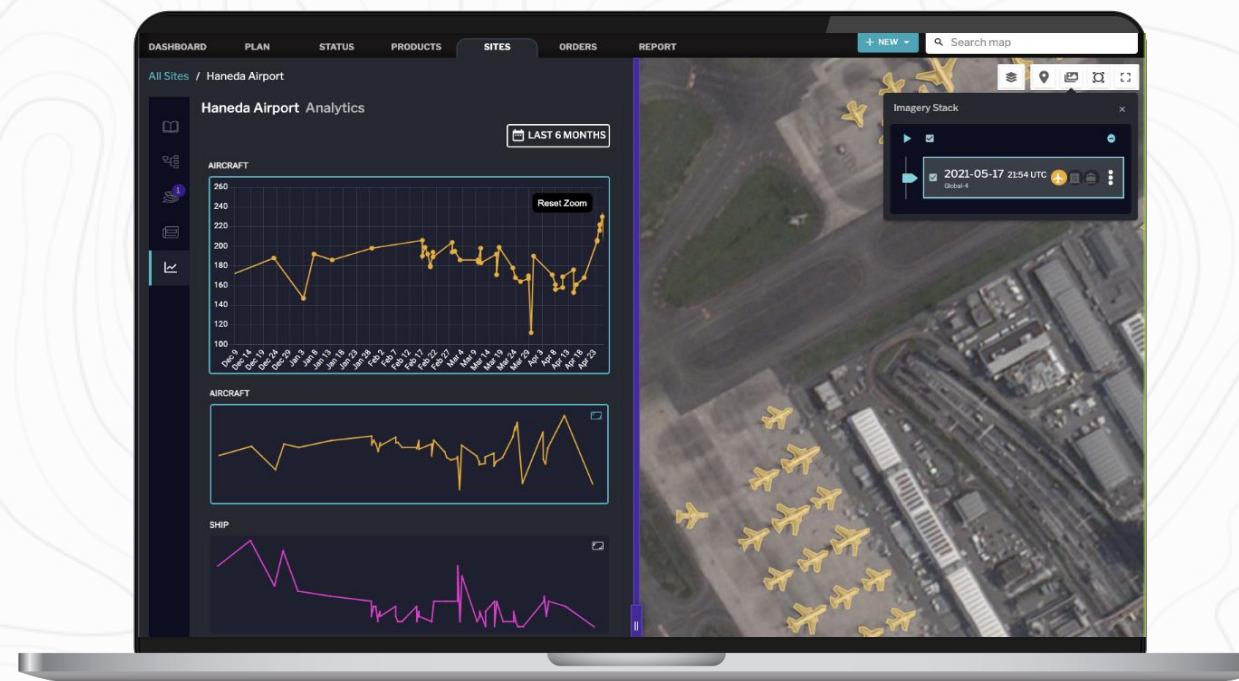 DASHBOARD PLAN STATUS PRODUCTS SITES ORDERS REPORT
+ NEW
Search map
All Sites / Haneda Airport
Haneda Airport Analytics
LAST 6 MONTHS
1
AIRCRAFT
Reset Zoom
260
240
220
200
180
160
140
120
100
Dec 9 Dec 14 Dec 19 Dec 24 Dec 29 Jan 3 Jan 8 Jan 13 Jan 18 Jan 23 Jan 28 Feb 2 Feb 7 Feb 12 Feb 17 Feb 22 Feb 27 Mar 4 Mar 9 Mar 14 Mar 19 Mar 24 Mar 29 Apr 3 Apr 8 Apr 13 Apr 18 Apr 23
AIRCRAFT
SHIP
Imagery Stack
2021-05-17 21:54 UTC
Global-4